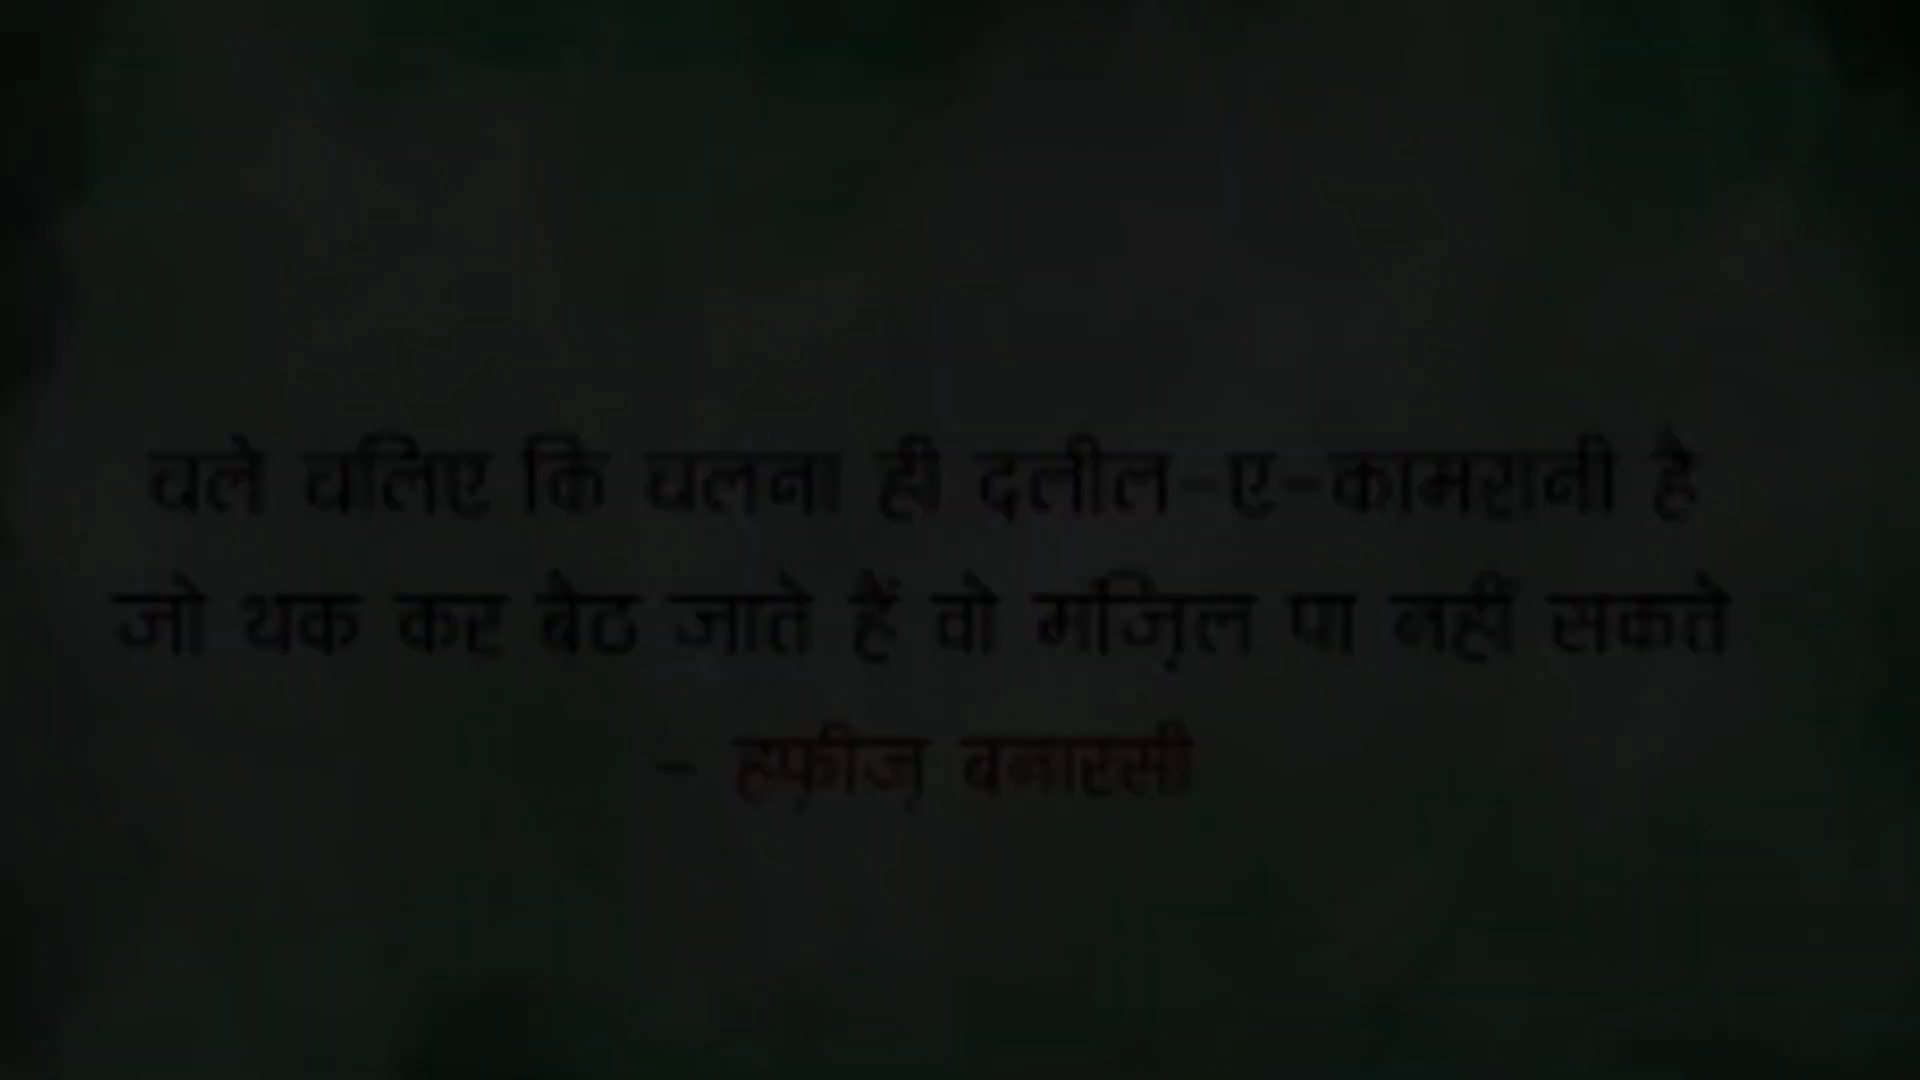 चले चलिए कि चलना ही दलील-ए-कामरानी है
जो थक कर बैठ जाते हैं वो मंज़िल पा नहीं सकते
- हफ़ीज़ बनारसी